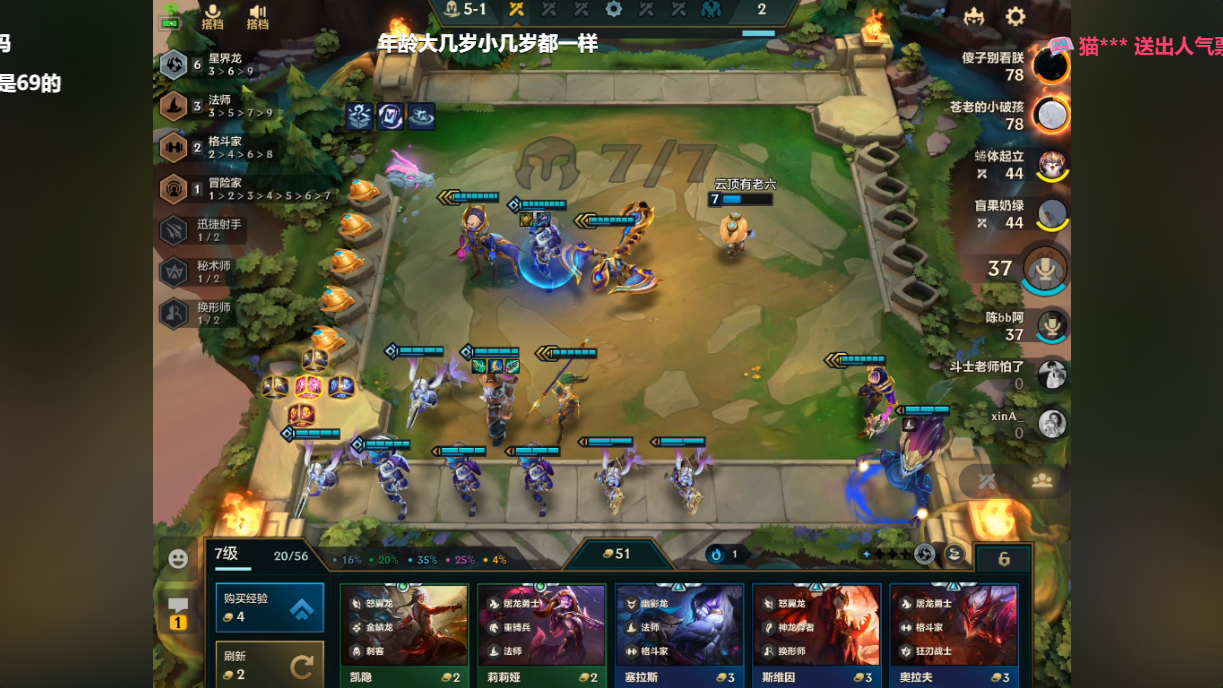 吗
是69的
搭档
搭档
5-1
2
年龄大几岁小几岁都一样
猫*** 送出人气票
6
星界龙
3 > 6 > 9
3
法师
3 > 5 > 7 > 9
2
格斗家
2 > 4 > 6 > 8
1
冒险家
1 > 2 > 3 > 4 > 5 > 6 > 7
迅捷射手
1 / 2
秘术师
1 / 2
换形师
1 / 2
7/7
云顶有老六
7
傻子别看朕
78
苍老的小破孩
78
蜷体起立
44
盲果奶绿
44
37
陈bb阿
37
斗士老师怕了
0
xinA_
0
7级
20/56
16%
20%
35%
25%
4%
51
1
6
购买经验
4
刷新
2
1
怒翼龙
金鳞龙
刺客
凯隐
2
屠龙勇士
重骑兵
法师
莉莉娅
2
幽影龙
法师
格斗家
塞拉斯
3
怒翼龙
神龙尊者
换形师
斯维因
3
屠龙勇士
格斗家
狂刃战士
奥拉夫
3